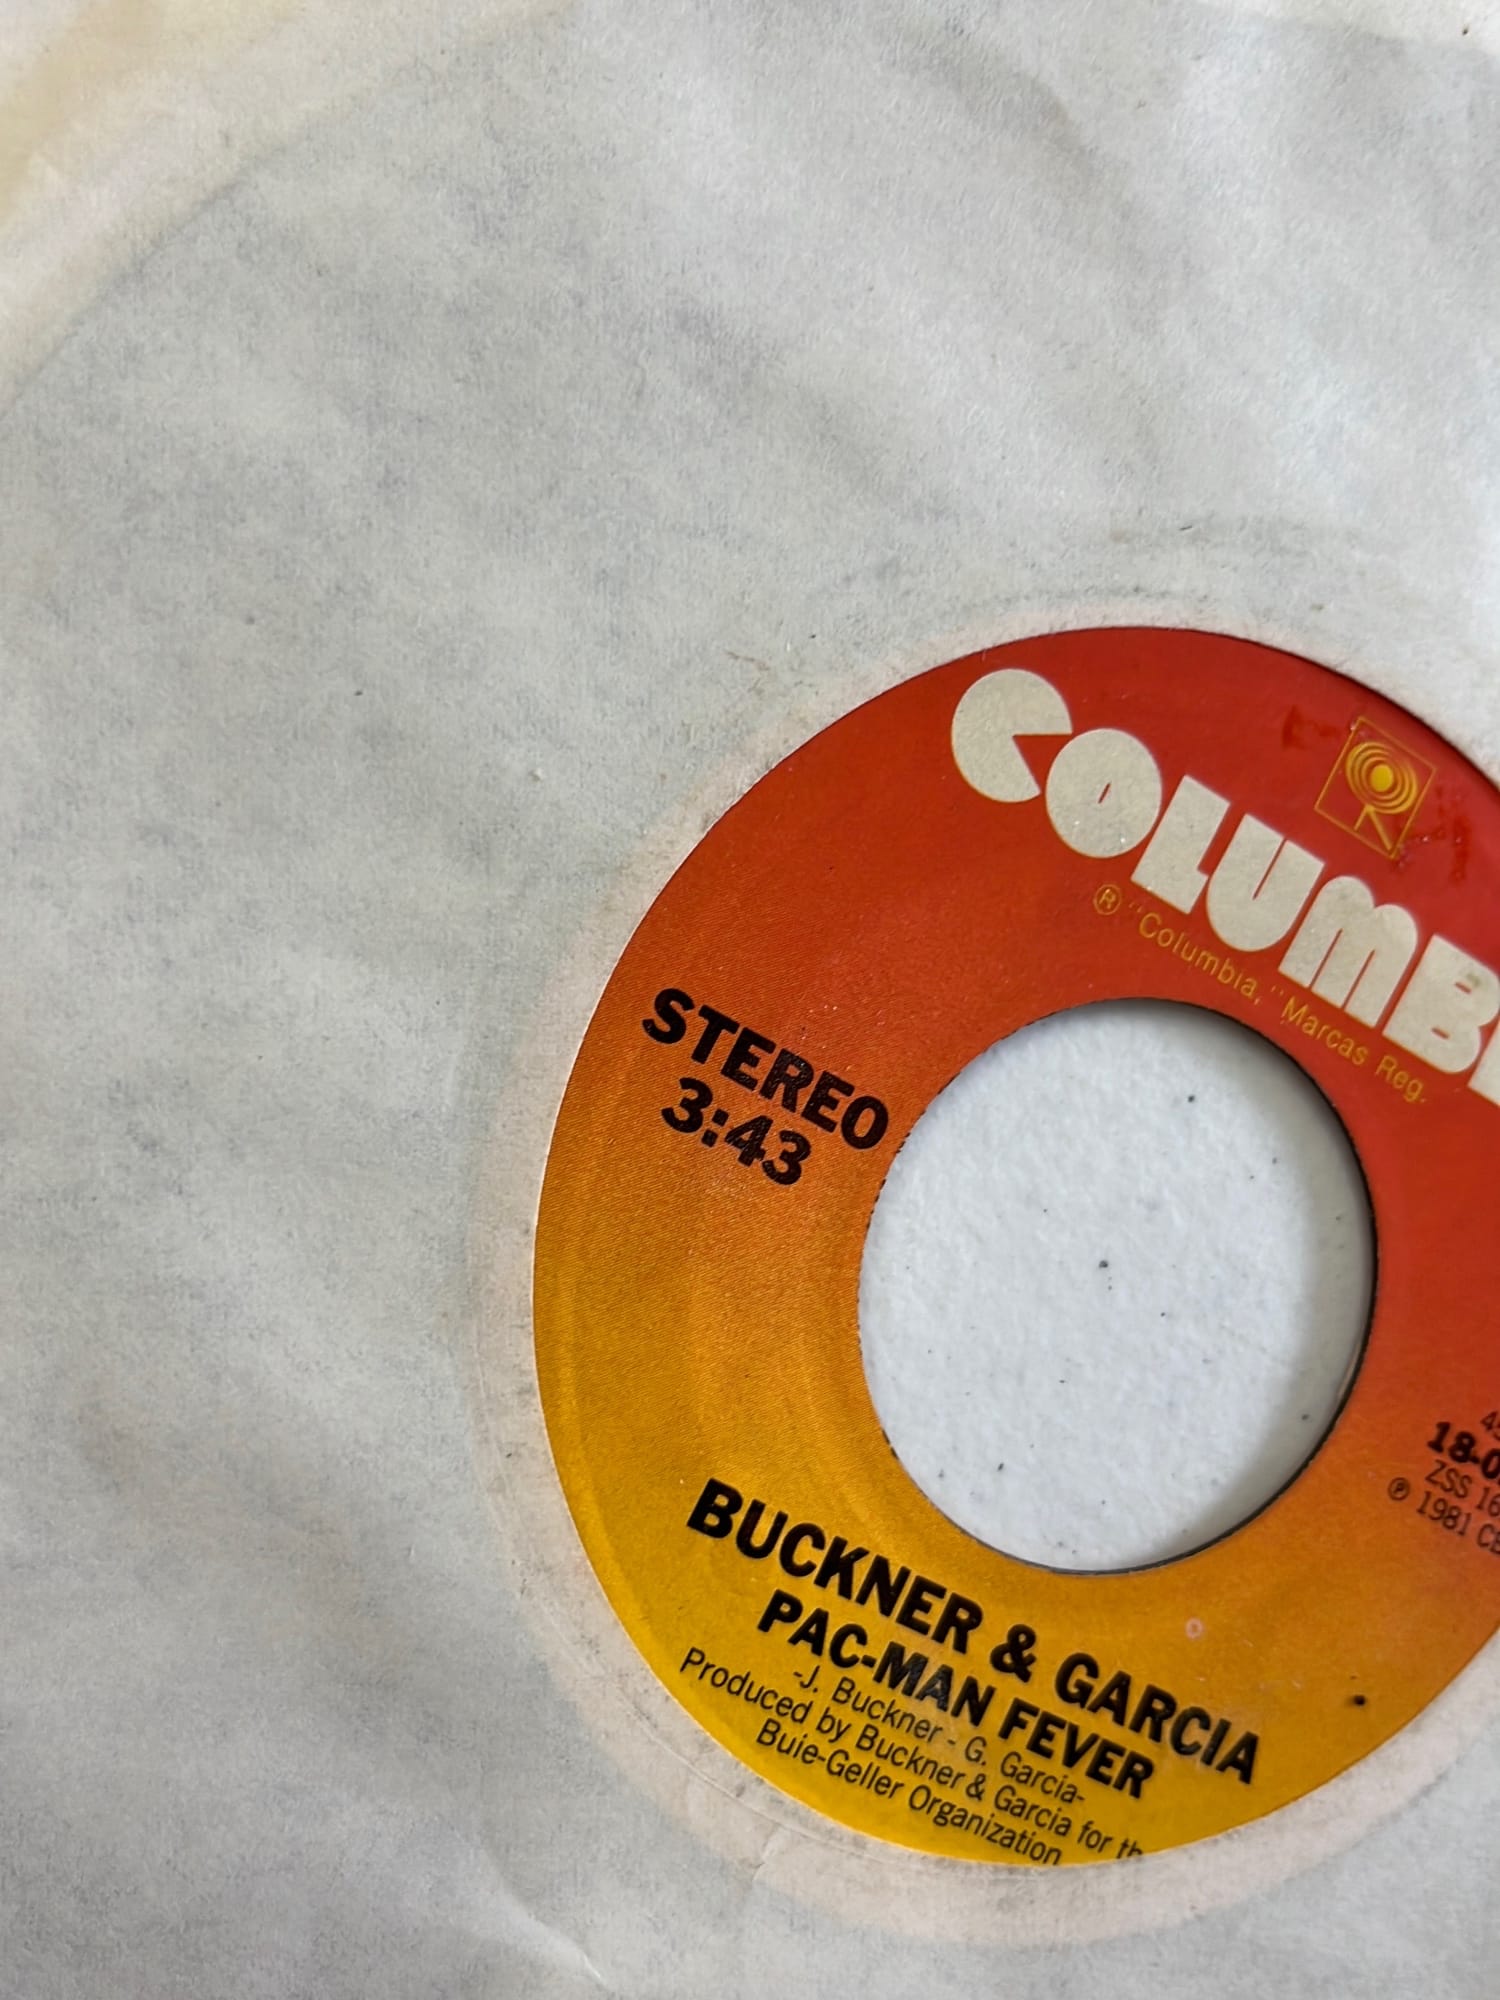 COLUMB
® "Columbia," Marcas Reg.
STEREO
3:43
18-0
ZSS 16
℗ 1981 CB
BUCKNER & GARCIA
PAC-MAN FEVER
-J. Buckner - G. Garcia-
Produced by Buckner & Garcia for th
Buie-Geller Organization